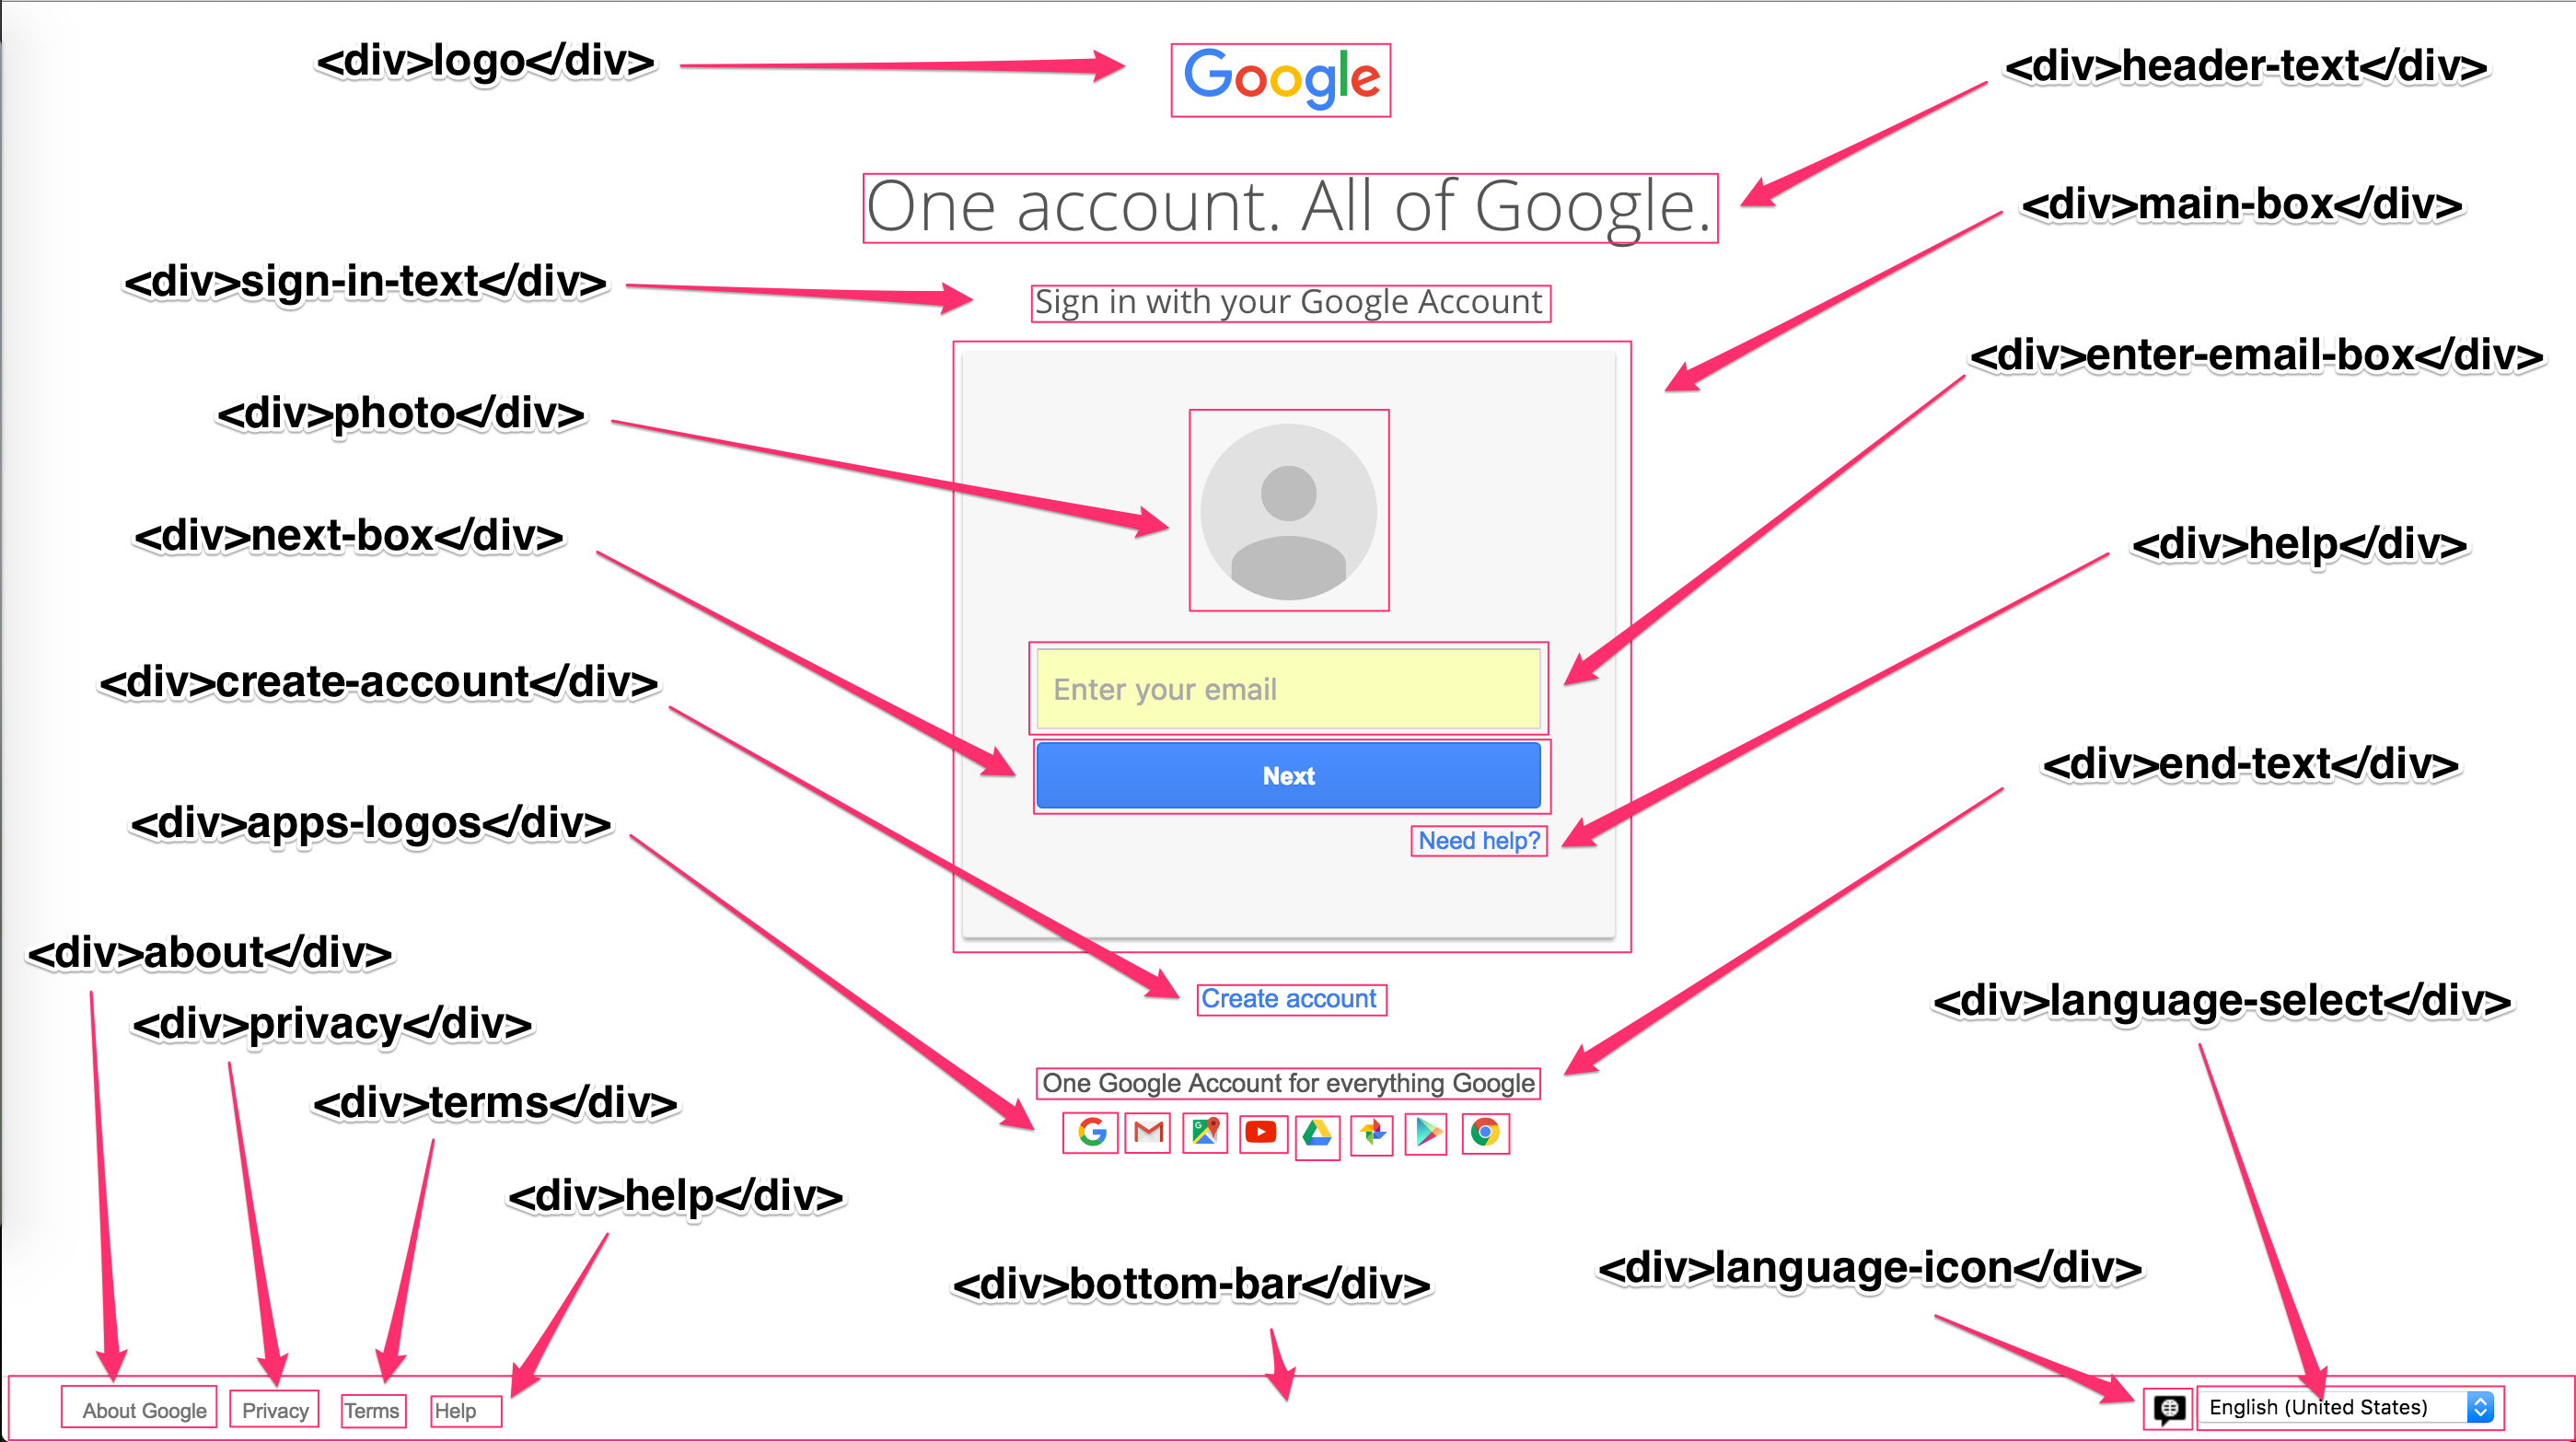 <div>logo</div>
Google
<div>header-text</div>
One account. All of Google.
<div>main-box</div>
<div>sign-in-text</div>
Sign in with your Google Account
<div>enter-email-box</div>
<div>photo</div>
<div>next-box</div>
<div>help</div>
<div>create-account</div>
Enter your email
Next
<div>end-text</div>
<div>apps-logos</div>
Need help?
<div>about</div>
Create account
<div>language-select</div>
<div>privacy</div>
One Google Account for everything Google
<div>terms</div>
<div>help</div>
<div>bottom-bar</div>
<div>language-icon</div>
About Google Privacy Terms Help English (United States)